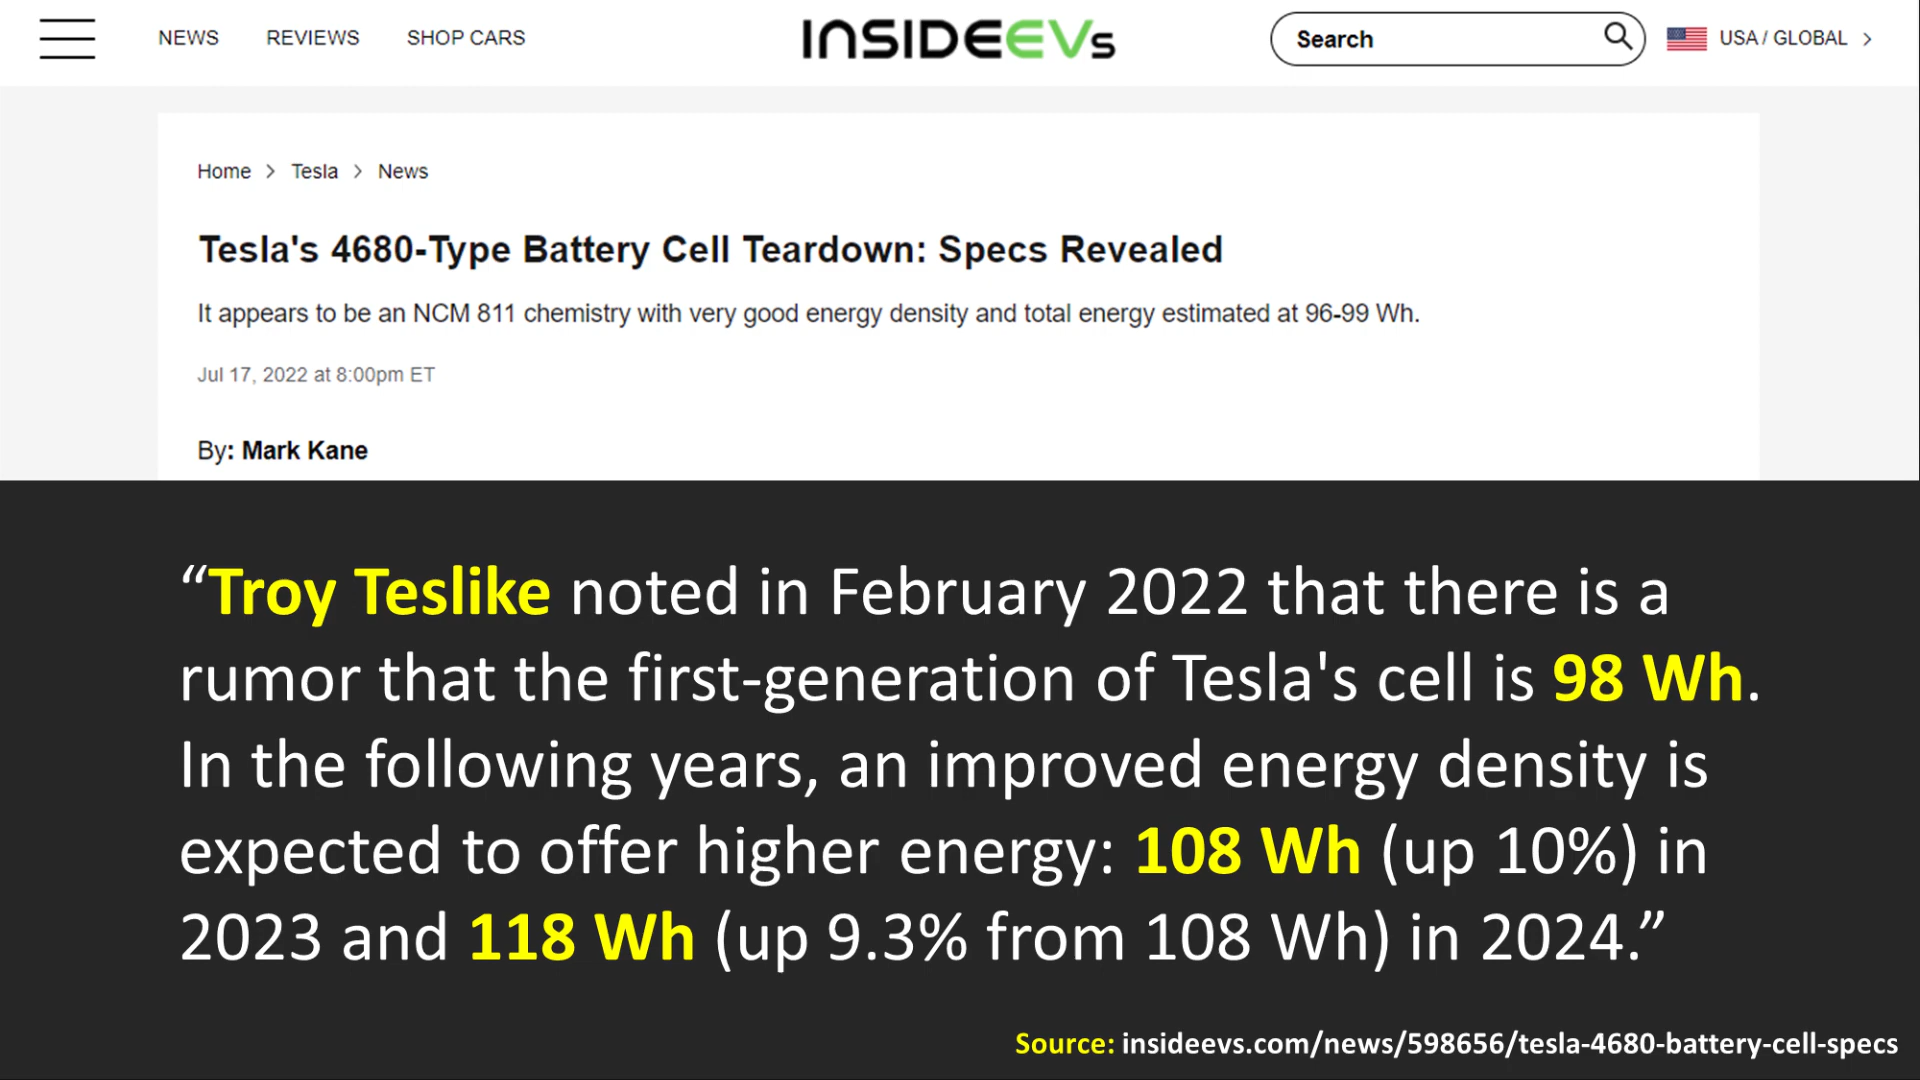 NEWS REVIEWS SHOP CARS INSIDEEVs Search USA / GLOBAL
Home > Tesla > News
Tesla's 4680-Type Battery Cell Teardown: Specs Revealed
It appears to be an NCM 811 chemistry with very good energy density and total energy estimated at 96-99 Wh.
Jul 17, 2022 at 8:00pm ET
By: Mark Kane
“Troy Teslike noted in February 2022 that there is a
rumor that the first-generation of Tesla's cell is 98 Wh.
In the following years, an improved energy density is
expected to offer higher energy: 108 Wh (up 10%) in
2023 and 118 Wh (up 9.3% from 108 Wh) in 2024.”
Source: insideevs.com/news/598656/tesla-4680-battery-cell-specs